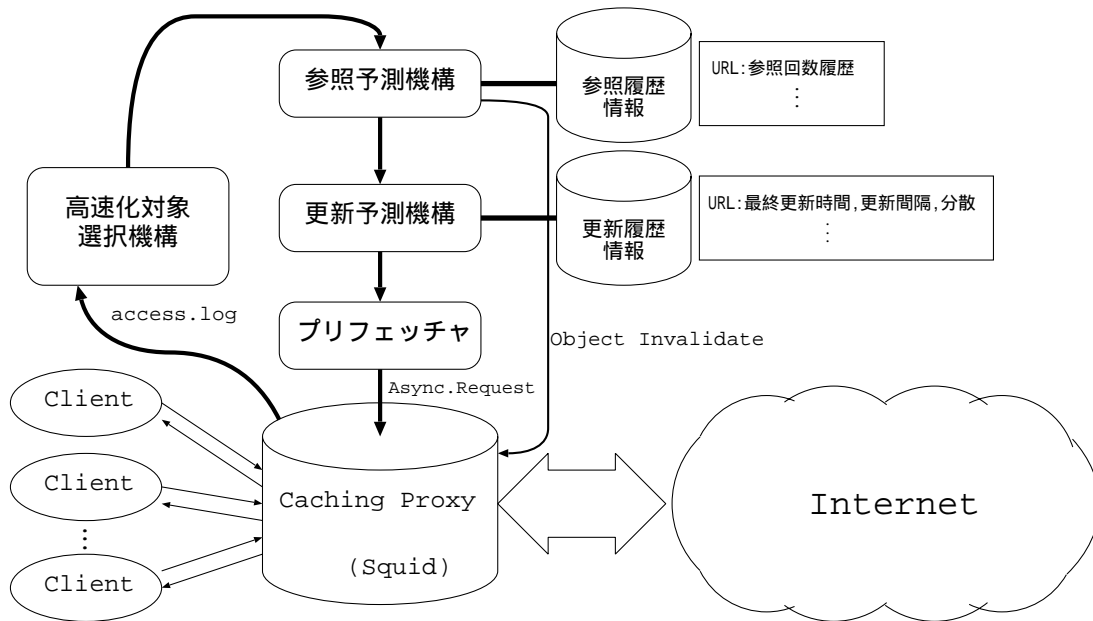 参照予測機構
参照履歴
情報
URL:参照回数履歴
⋮
高速化対象
選択機構
更新予測機構
更新履歴
情報
URL:最終更新時間,更新間隔,分散
⋮
access.log
プリフェッチャ
Object Invalidate
Async.Request
Client
Client
⋮
Client
Caching Proxy
(Squid)
Internet